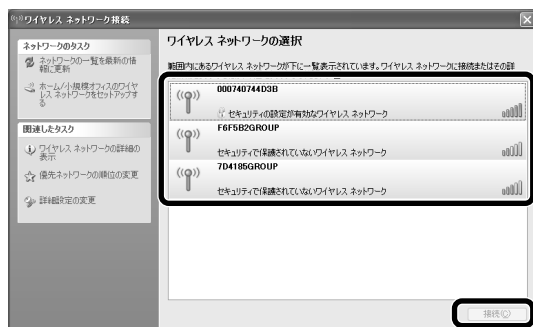 ワイヤレス ネットワーク接続
ネットワークのタスク
ネットワークの一覧を最新の情
報に更新
ホーム/小規模オフィスのワイヤ
レス ネットワークをセットアップす
る
関連したタスク
ワイヤレス ネットワークの詳細の
表示
優先ネットワークの順位の変更
詳細設定の変更
ワイヤレス ネットワークの選択
範囲内にあるワイヤレス ネットワークが下に一覧表示されています。ワイヤレス ネットワークに接続またはその詳
000740744D3B
セキュリティの設定が有効なワイヤレス ネットワーク
F6F5B2GROUP
セキュリティで保護されていないワイヤレス ネットワーク
7D4185GROUP
セキュリティで保護されていないワイヤレス ネットワーク
接続(C)